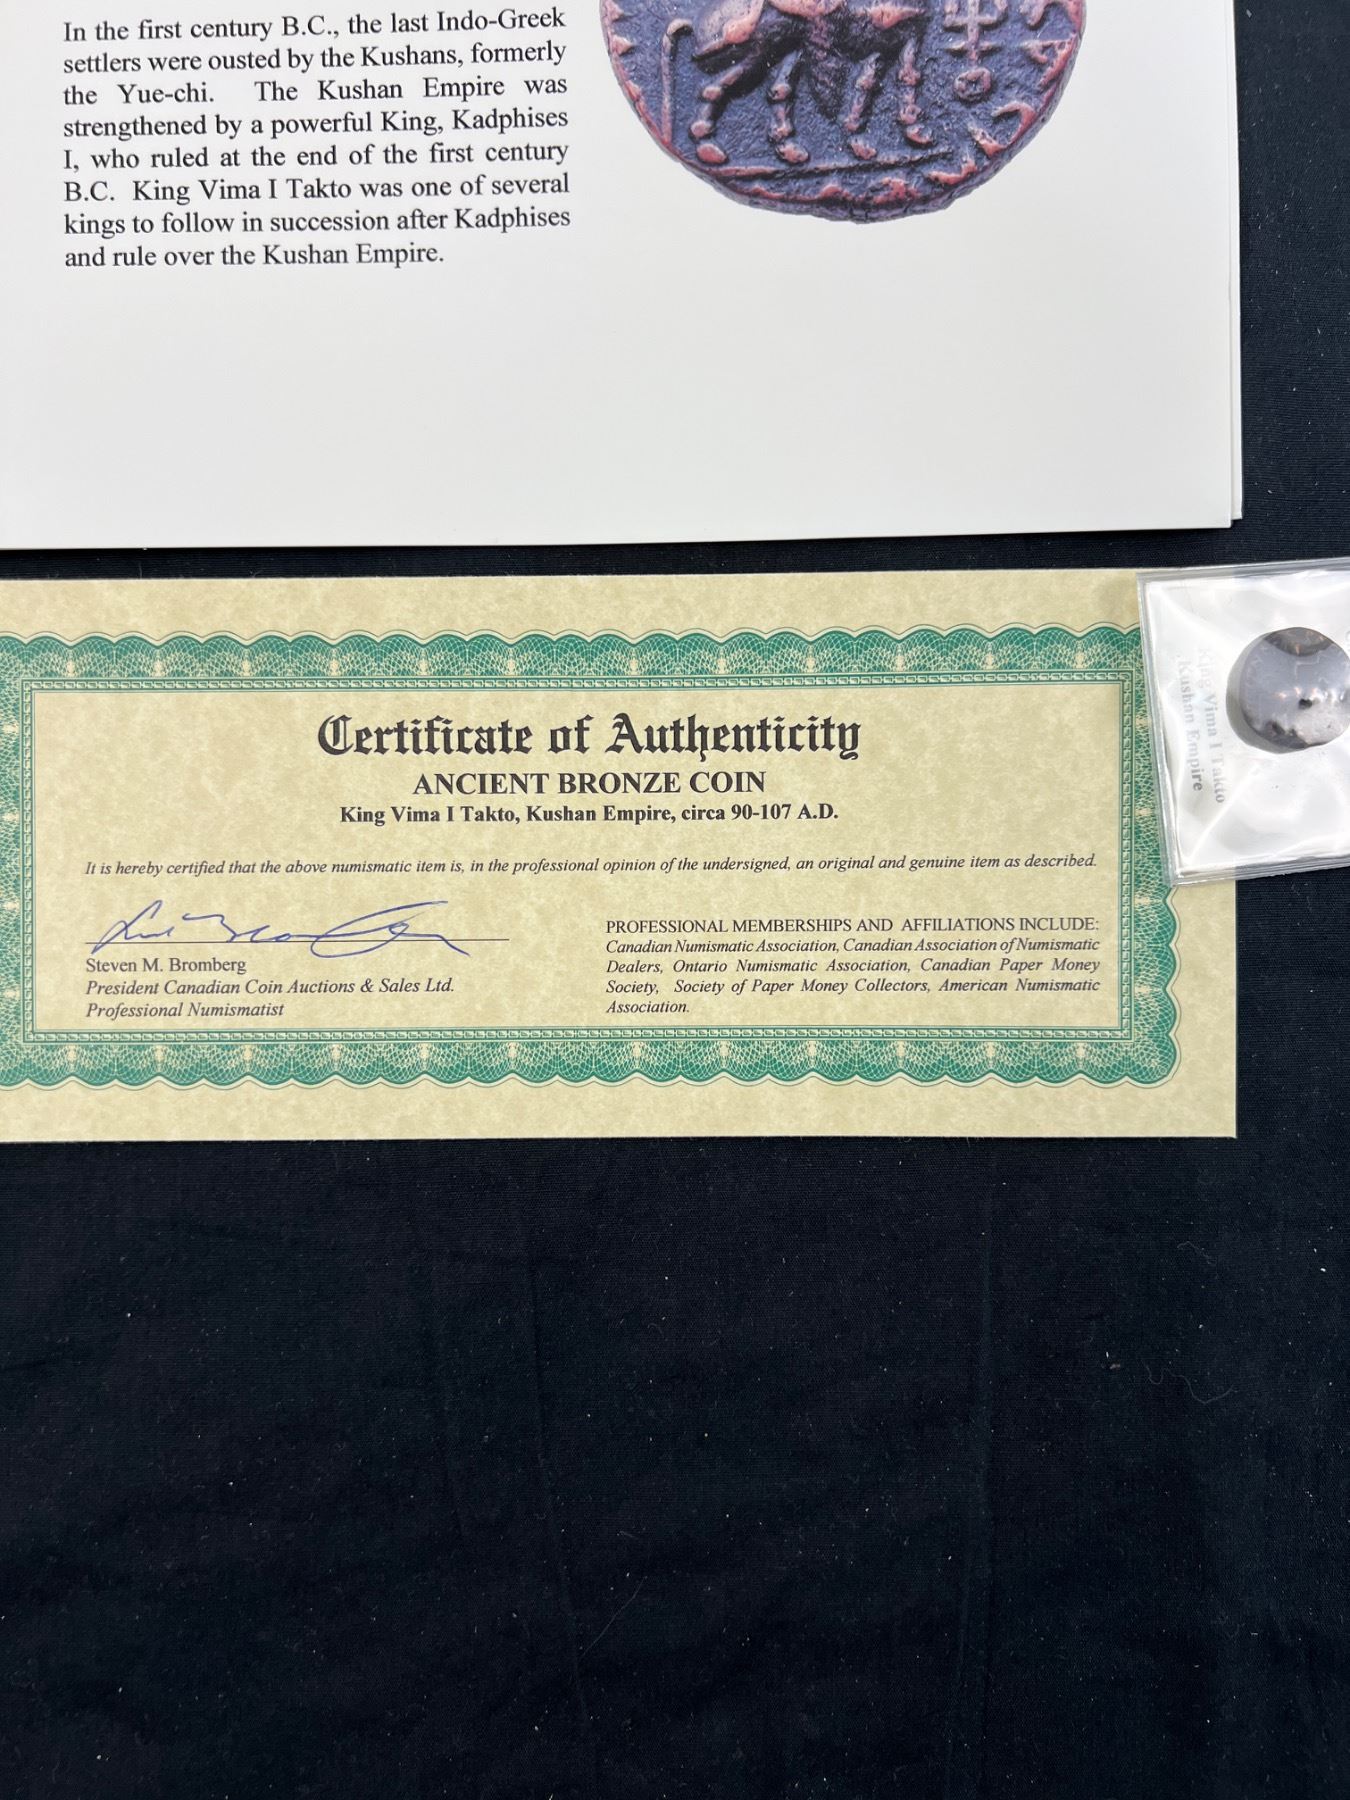 In the first century B.C., the last Indo-Greek
settlers were ousted by the Kushans, formerly
the Yue-chi. The Kushan Empire was
strengthened by a powerful King, Kadphises
I, who ruled at the end of the first century
B.C. King Vima I Takto was one of several
kings to follow in succession after Kadphises
and rule over the Kushan Empire.
Certificate of Authenticity
ANCIENT BRONZE COIN
King Vima I Takto, Kushan Empire, circa 90-107 A.D.
It is hereby certified that the above numismatic item is, in the professional opinion of the undersigned, an original and genuine item as described.
Steven M. Bromberg
President Canadian Coin Auctions & Sales Ltd.
Professional Numismatist
PROFESSIONAL MEMBERSHIPS AND AFFILIATIONS INCLUDE:
Canadian Numismatic Association, Canadian Association of Numismatic
Dealers, Ontario Numismatic Association, Canadian Paper Money
Society, Society of Paper Money Collectors, American Numismatic
Association.
King Vima I Takto
Kushan Empire